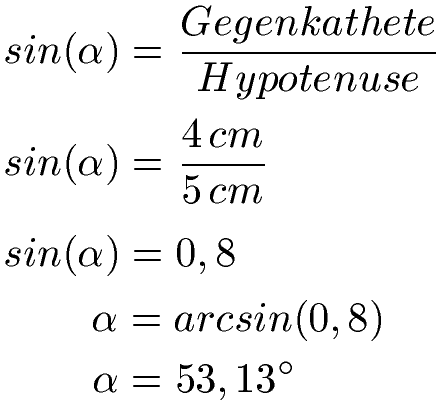 sin(α) = Gegenkathete / Hypotenuse
sin(α) = 4 cm / 5 cm
sin(α) = 0,8
α = arcsin(0,8)
α = 53,13°